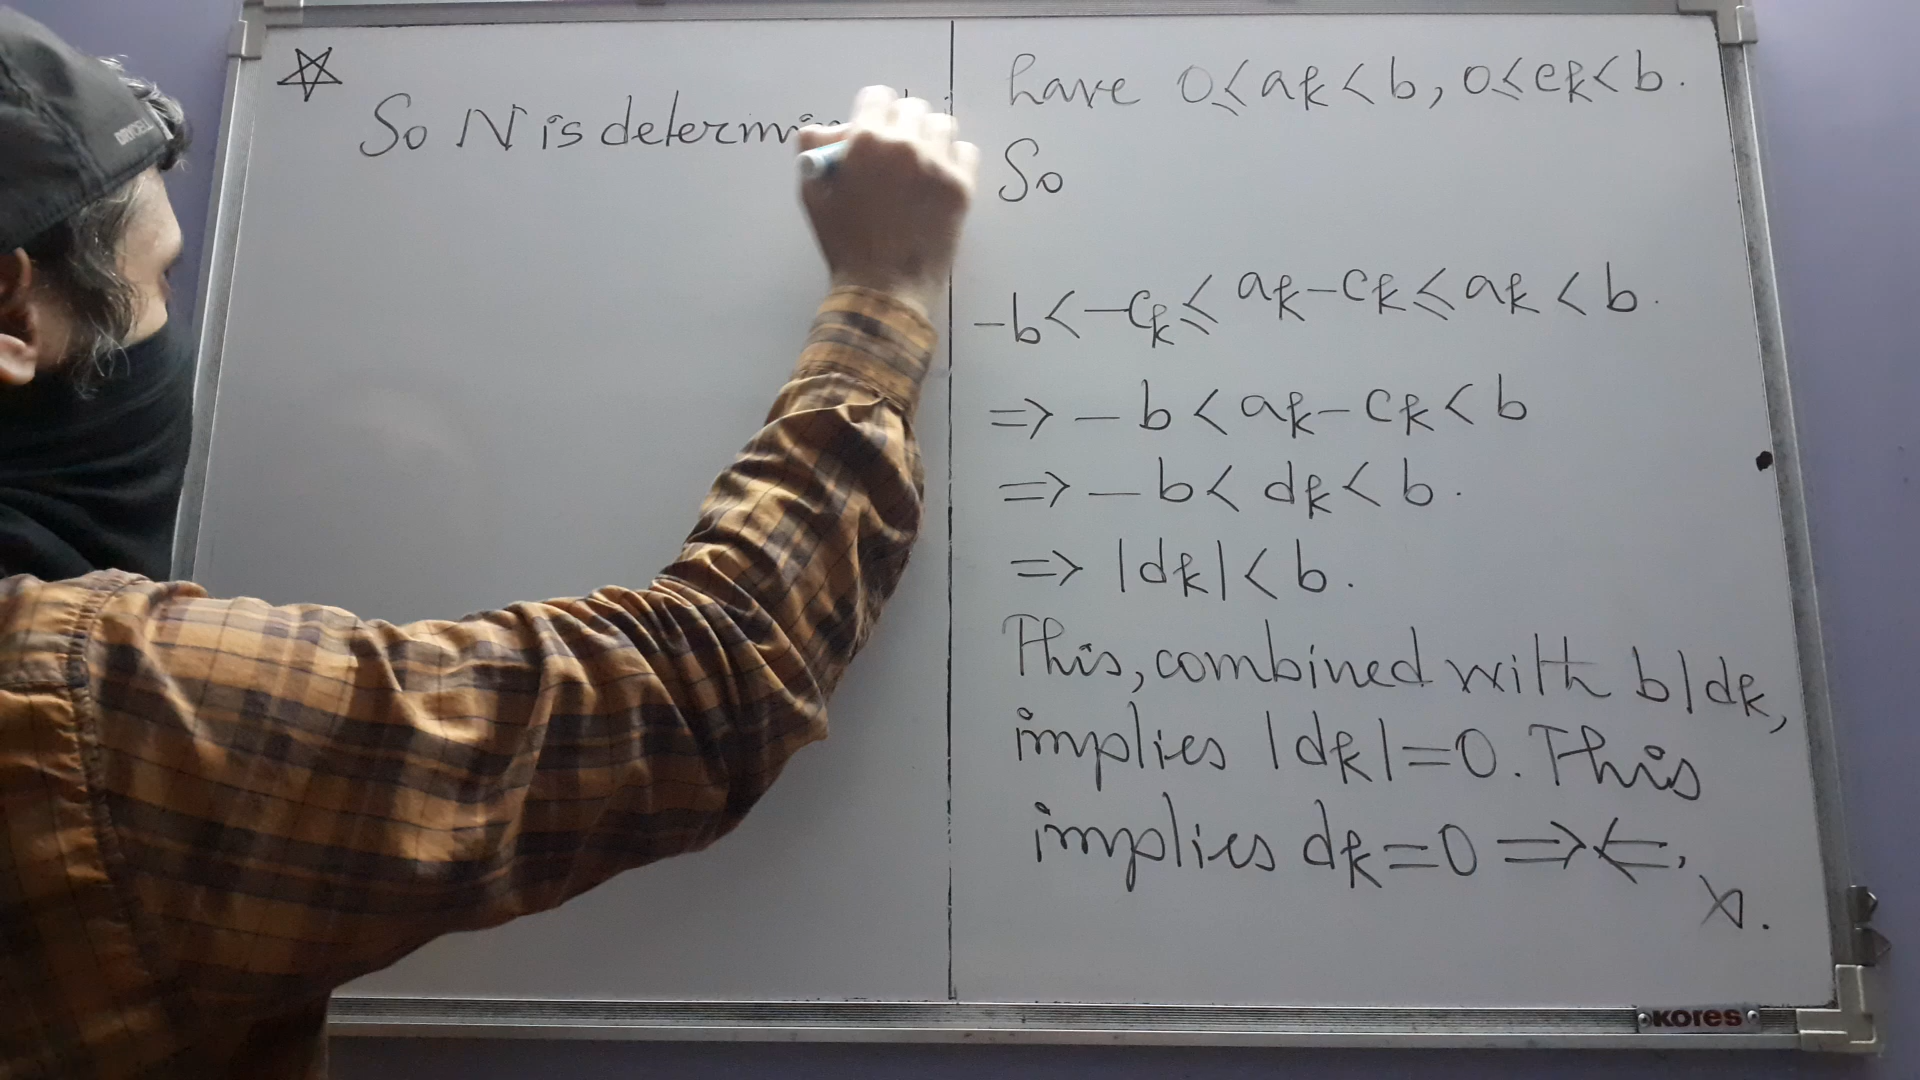 So N is determin
have 0≤ak<b, 0≤ck<b.
So
-b<-ck≤ak-ck≤ak<b.
=> -b<ak-ck<b
=> -b<dk<b.
=> |dk|<b.
This, combined with b|dk,
implies |dk|=0. This
implies dk=0 =><=,
KORES